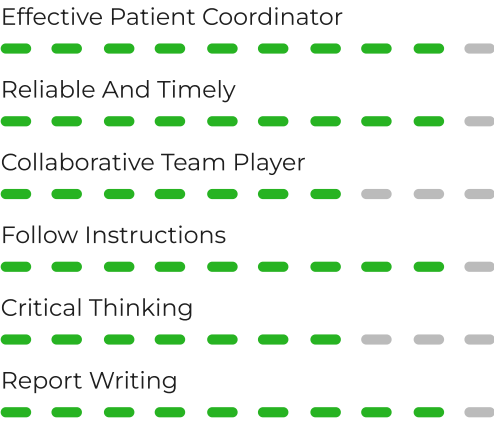 Effective Patient Coordinator
Reliable And Timely
Collaborative Team Player
Follow Instructions
Critical Thinking
Report Writing